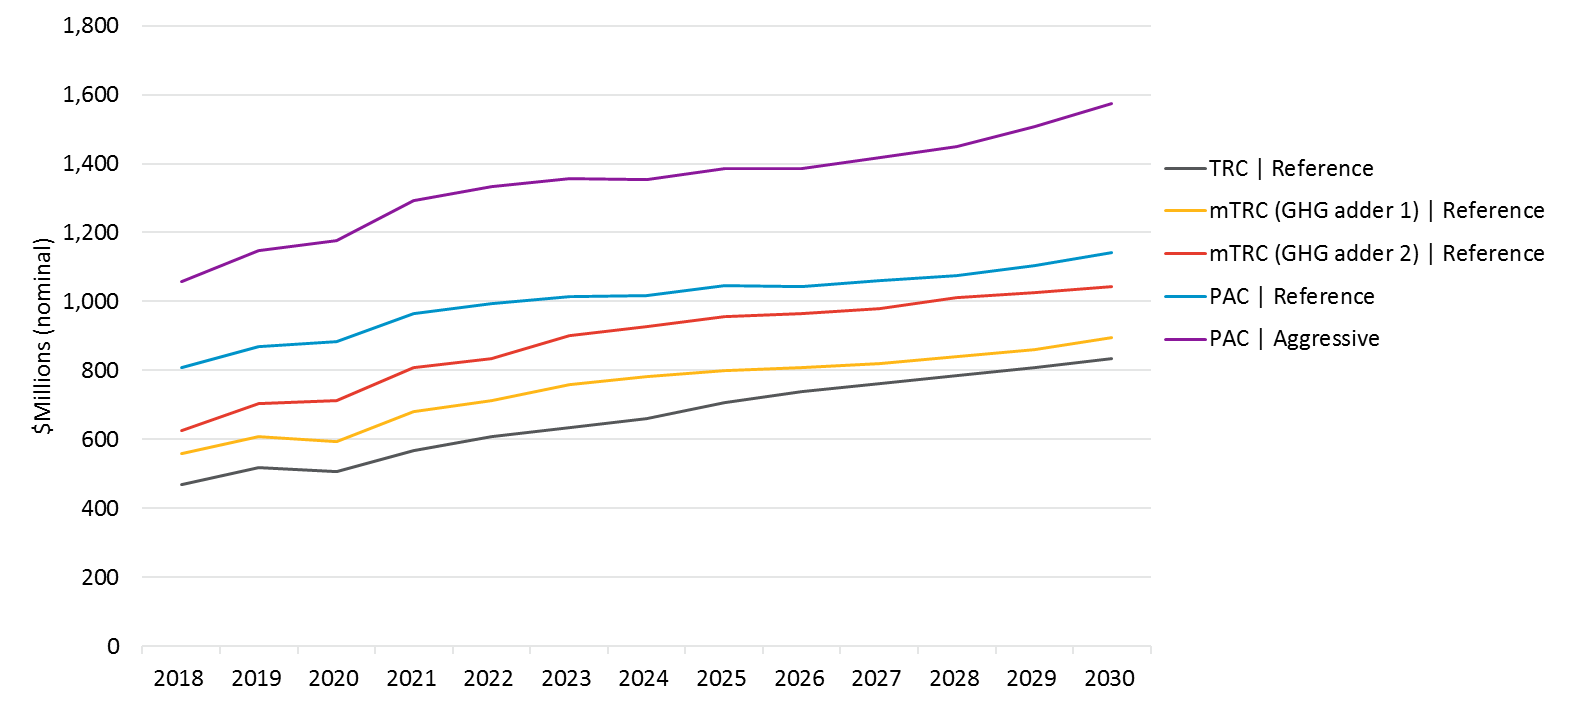 $Millions (nominal)
1,800
1,600
1,400
1,200
1,000
800
600
400
200
0
2018 2019 2020 2021 2022 2023 2024 2025 2026 2027 2028 2029 2030
TRC | Reference
mTRC (GHG adder 1) | Reference
mTRC (GHG adder 2) | Reference
PAC | Reference
PAC | Aggressive